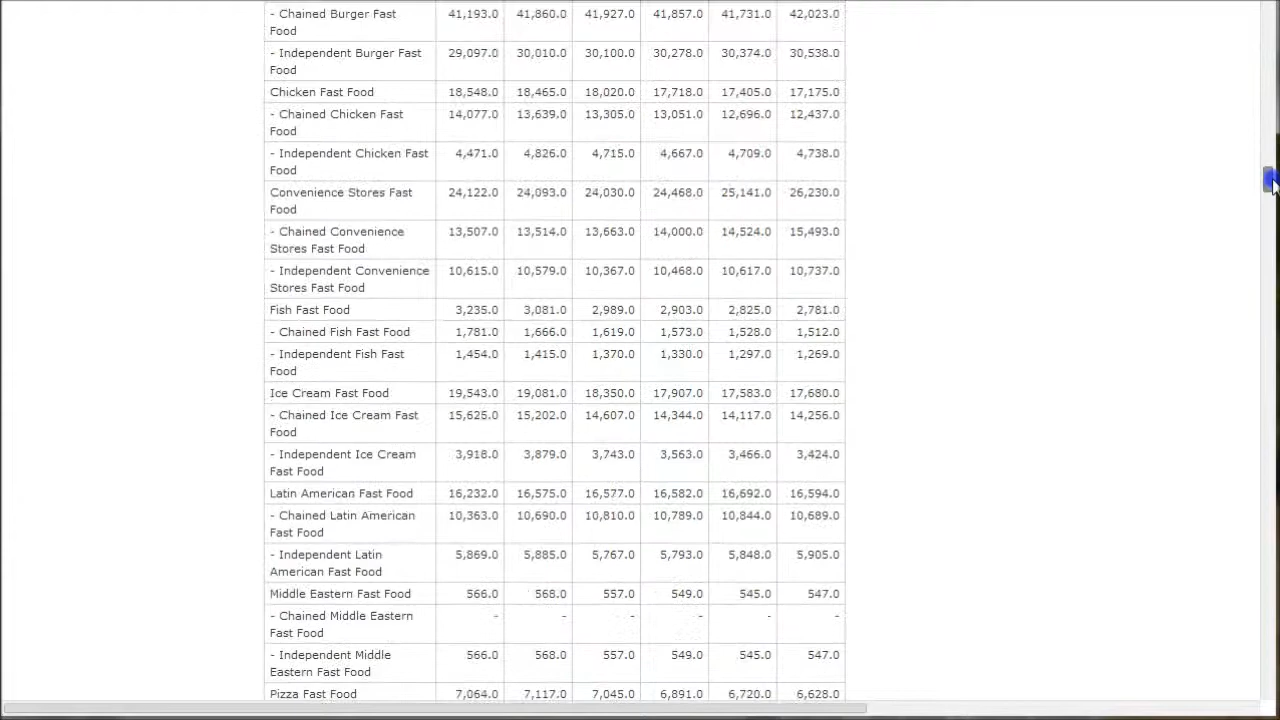 - Chained Burger Fast 41,193.0 41,860.0 41,927.0 41,857.0 41,731.0 42,023.0
Food
- Independent Burger Fast 29,097.0 30,010.0 30,100.0 30,278.0 30,374.0 30,538.0
Food
Chicken Fast Food 18,548.0 18,465.0 18,020.0 17,718.0 17,405.0 17,175.0
- Chained Chicken Fast 14,077.0 13,639.0 13,305.0 13,051.0 12,696.0 12,437.0
Food
- Independent Chicken Fast 4,471.0 4,826.0 4,715.0 4,667.0 4,709.0 4,738.0
Food
Convenience Stores Fast 24,122.0 24,093.0 24,030.0 24,468.0 25,141.0 26,230.0
Food
- Chained Convenience 13,507.0 13,514.0 13,663.0 14,000.0 14,524.0 15,493.0
Stores Fast Food
- Independent Convenience 10,615.0 10,579.0 10,367.0 10,468.0 10,617.0 10,737.0
Stores Fast Food
Fish Fast Food 3,235.0 3,081.0 2,989.0 2,903.0 2,825.0 2,781.0
- Chained Fish Fast Food 1,781.0 1,666.0 1,619.0 1,573.0 1,528.0 1,512.0
- Independent Fish Fast 1,454.0 1,415.0 1,370.0 1,330.0 1,297.0 1,269.0
Food
Ice Cream Fast Food 19,543.0 19,081.0 18,350.0 17,907.0 17,583.0 17,680.0
- Chained Ice Cream Fast 15,625.0 15,202.0 14,607.0 14,344.0 14,117.0 14,256.0
Food
- Independent Ice Cream 3,918.0 3,879.0 3,743.0 3,563.0 3,466.0 3,424.0
Fast Food
Latin American Fast Food 16,232.0 16,575.0 16,577.0 16,582.0 16,692.0 16,594.0
- Chained Latin American 10,363.0 10,690.0 10,810.0 10,789.0 10,844.0 10,689.0
Fast Food
- Independent Latin 5,869.0 5,885.0 5,767.0 5,793.0 5,848.0 5,905.0
American Fast Food
Middle Eastern Fast Food 566.0 568.0 557.0 549.0 545.0 547.0
- Chained Middle Eastern - - - - - -
Fast Food
- Independent Middle 566.0 568.0 557.0 549.0 545.0 547.0
Eastern Fast Food
Pizza Fast Food 7,064.0 7,117.0 7,045.0 6,891.0 6,720.0 6,628.0